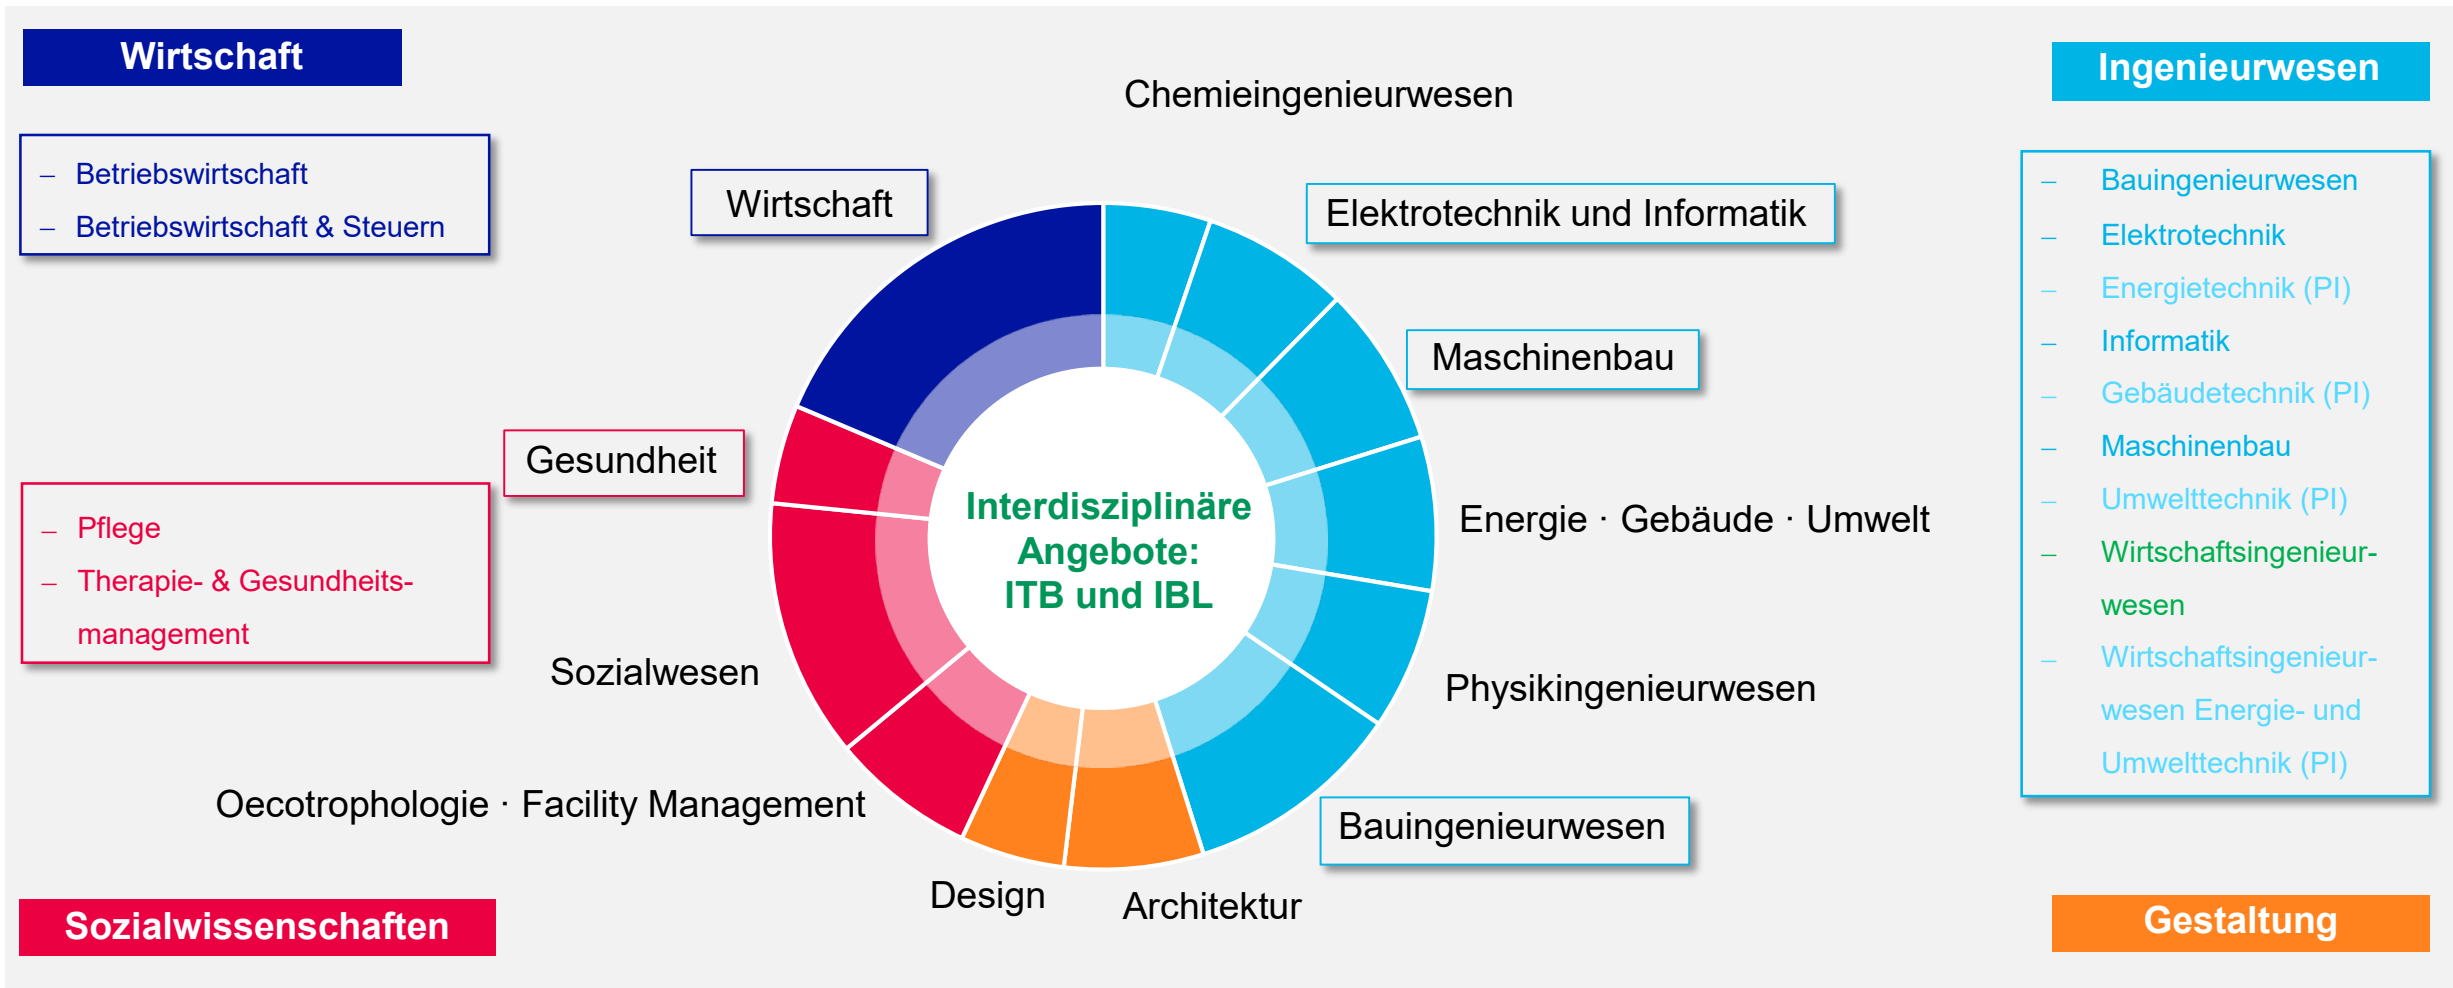 Wirtschaft
– Betriebswirtschaft
– Betriebswirtschaft & Steuern
– Pflege
– Therapie- & Gesundheits-
management
Sozialwissenschaften
Chemieingenieurwesen
Wirtschaft
Elektrotechnik und Informatik
Maschinenbau
Gesundheit
Interdisziplinäre
Angebote:
ITB und IBL
Energie · Gebäude · Umwelt
Sozialwesen
Physikingenieurwesen
Oecotrophologie · Facility Management
Bauingenieurwesen
Design
Architektur
Ingenieurwesen
– Bauingenieurwesen
– Elektrotechnik
– Energietechnik (PI)
– Informatik
– Gebäudetechnik (PI)
– Maschinenbau
– Umwelttechnik (PI)
– Wirtschaftsingenieur-
wesen
– Wirtschaftsingenieur-
wesen Energie- und
Umwelttechnik (PI)
Gestaltung